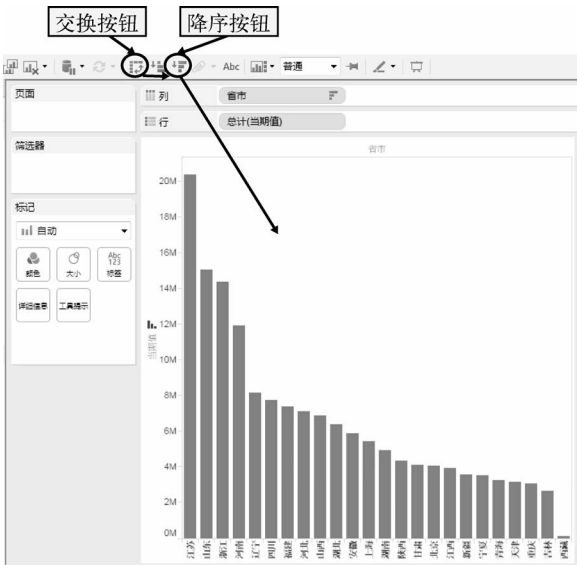 交换按钮
降序按钮
Abc
普通
页面
列
省市
行
总计(当期值)
筛选器
标记
自动
颜色
大小
Abc
123
标签
详细信息
工具提示
省市
20M
18M
16M
14M
12M
10M
8M
6M
4M
2M
0M
当期值
江苏
山东
浙江
河南
辽宁
四川
福建
河北
山西
湖北
安徽
上海
湖南
陕西
甘肃
北京
江西
新疆
宁夏
青海
天津
重庆
吉林
西藏